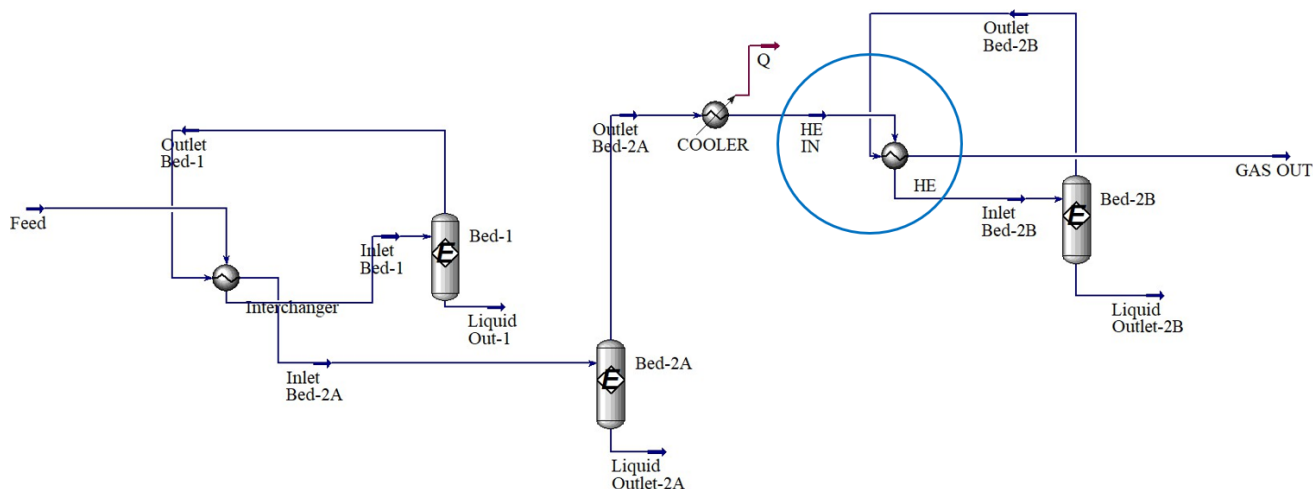 Outlet
Bed-2B
Q
Outlet
Bed-2A
COOLER
HE
IN
Outlet
Bed-1
HE
GAS OUT
Feed
Inlet
Bed-1
Bed-1
E
Inlet
Bed-2B
Bed-2B
E
Interchanger
Liquid
Out-1
Liquid
Outlet-2B
Inlet
Bed-2A
Bed-2A
E
Liquid
Outlet-2A